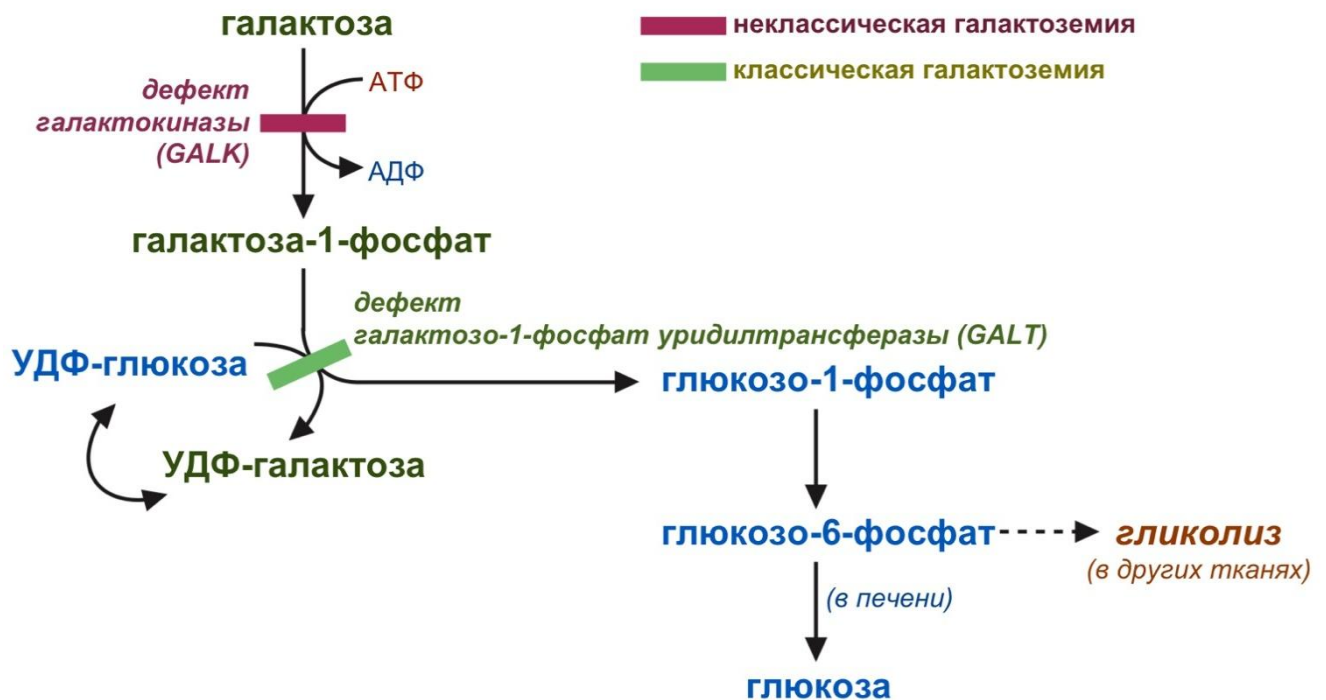 галактоза
неклассическая галактоземия
классическая галактоземия
дефект
галактокиназы
(GALK)
АТФ
АДФ
галактоза-1-фосфат
дефект
галактозо-1-фосфат уридилтрансферазы (GALT)
УДФ-глюкоза
глюкозо-1-фосфат
УДФ-галактоза
глюкозо-6-фосфат
гликолиз
(в других тканях)
(в печени)
глюкоза